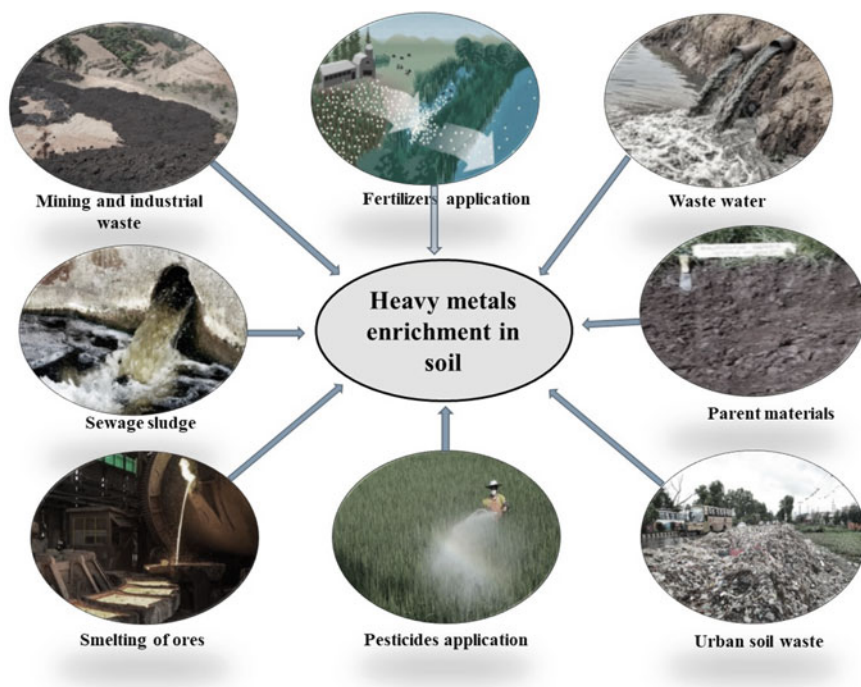 Mining and industrial
waste
Fertilizers application
Waste water
Heavy metals
enrichment in
soil
Sewage sludge
Parent materials
Smelting of ores
Pesticides application
Urban soil waste